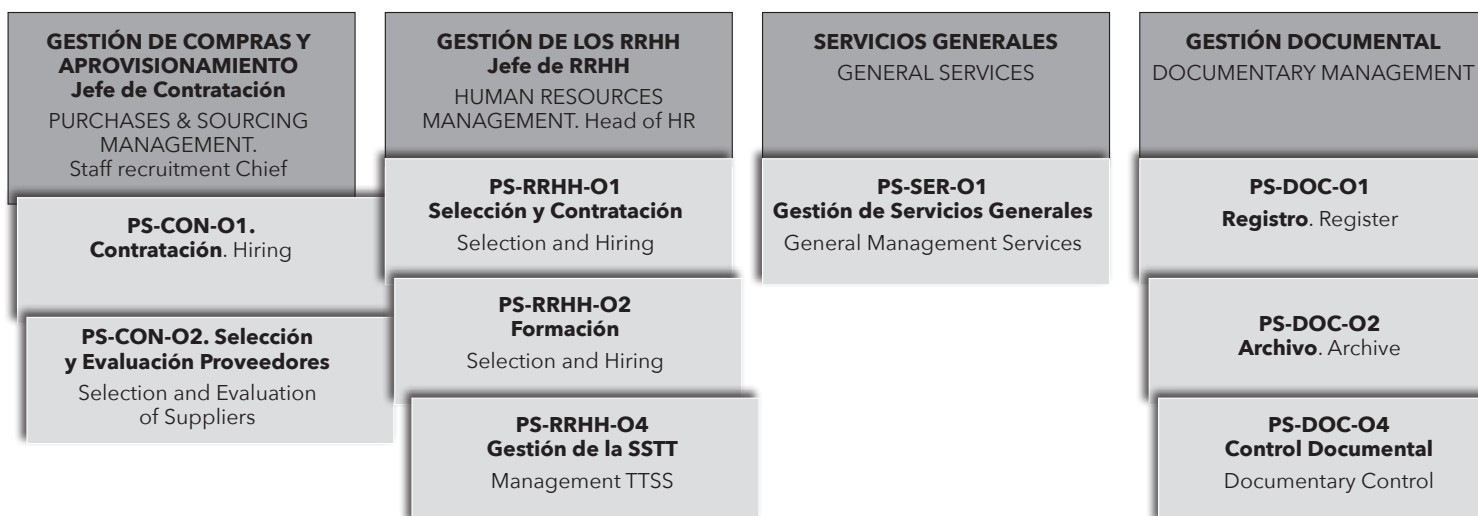 GESTIÓN DE COMPRAS Y
APROVISIONAMIENTO
Jefe de Contratación
PURCHASES & SOURCING
MANAGEMENT.
Staff recruitment Chief
PS-CON-O1.
Contratación. Hiring
PS-CON-O2. Selección
y Evaluación Proveedores
Selection and Evaluation
of Suppliers
GESTIÓN DE LOS RRHH
Jefe de RRHH
HUMAN RESOURCES
MANAGEMENT. Head of HR
PS-RRHH-O1
Selección y Contratación
Selection and Hiring
PS-RRHH-O2
Formación
Selection and Hiring
PS-RRHH-O4
Gestión de la SSTT
Management TTSS
SERVICIOS GENERALES
GENERAL SERVICES
PS-SER-O1
Gestión de Servicios Generales
General Management Services
GESTIÓN DOCUMENTAL
DOCUMENTARY MANAGEMENT
PS-DOC-O1
Registro. Register
PS-DOC-O2
Archivo. Archive
PS-DOC-O4
Control Documental
Documentary Control